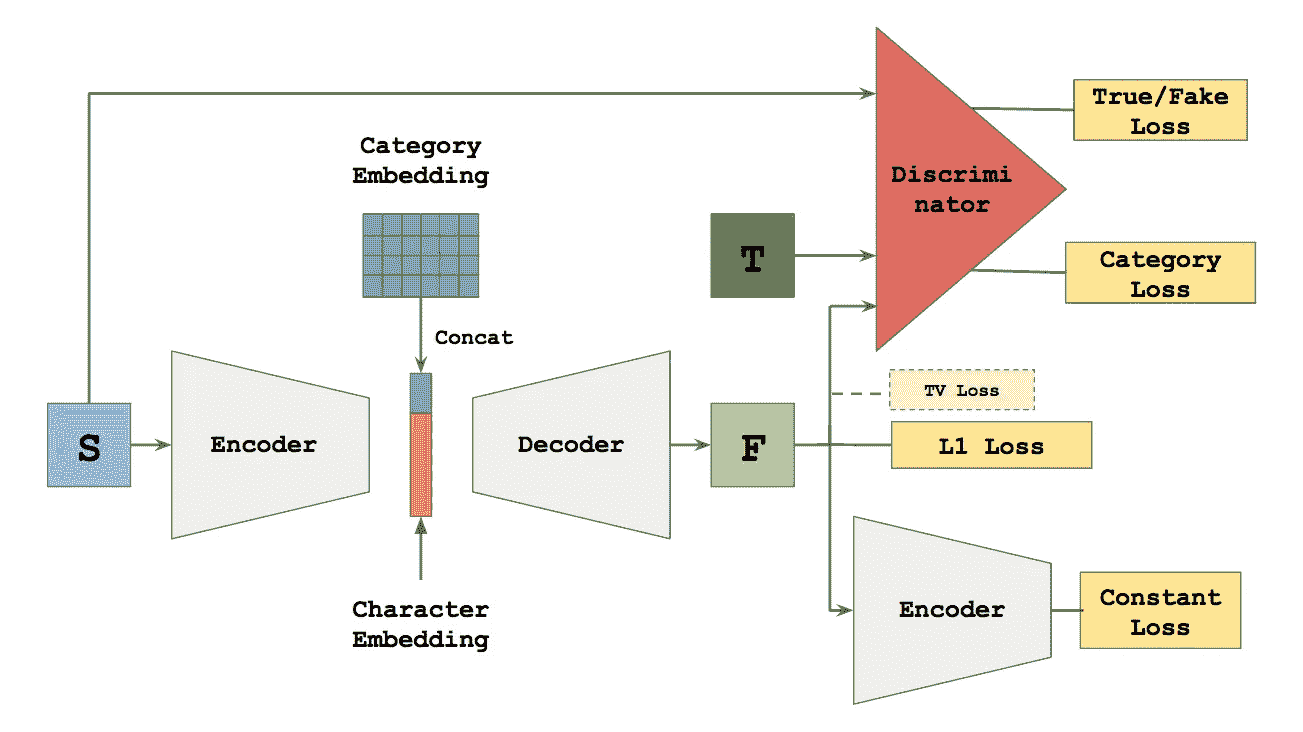 True/Fake
Loss
Category
Embedding
Discrimi
nator
T
Category
Loss
Concat
TV Loss
S
Encoder
Decoder
F
L1 Loss
Character
Embedding
Encoder
Constant
Loss